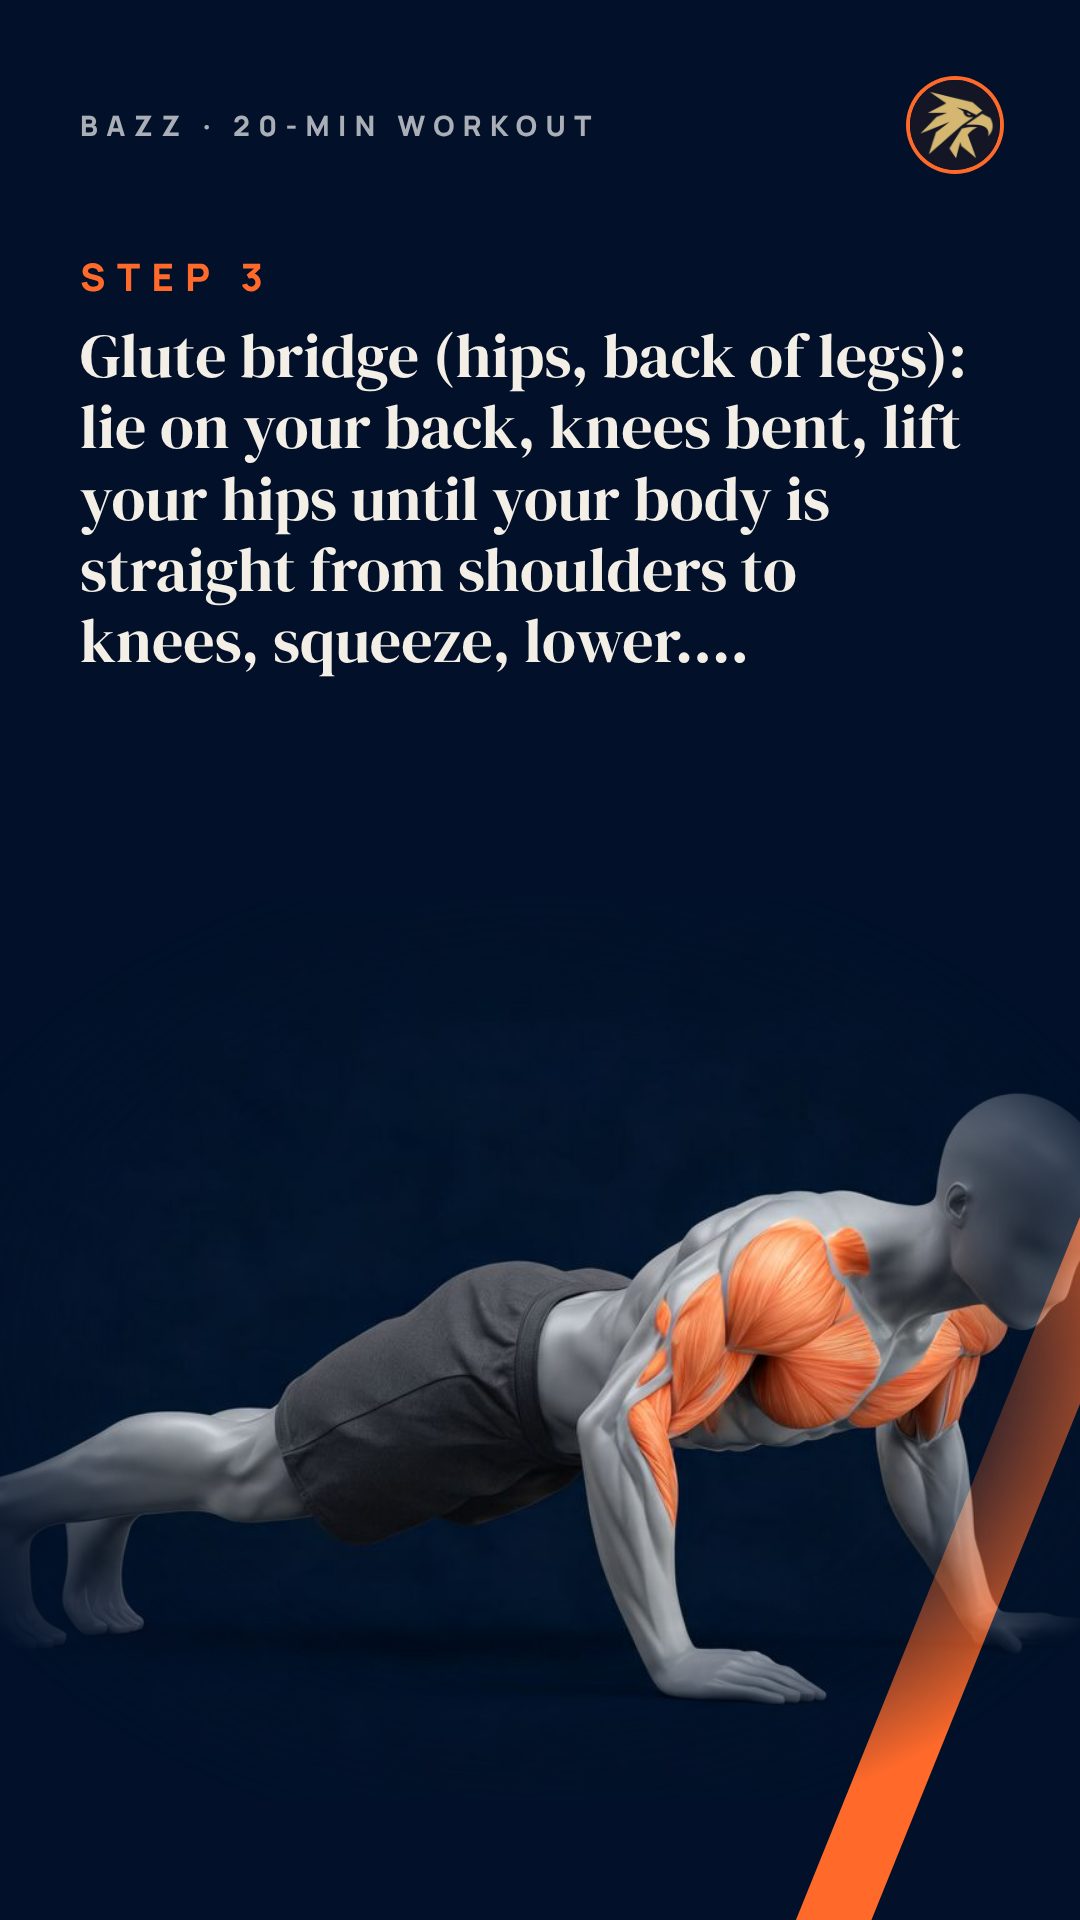 BAZZ · 20-MIN WORKOUT
STEP 3
Glute bridge (hips, back of legs):
lie on your back, knees bent, lift
your hips until your body is
straight from shoulders to
knees, squeeze, lower....